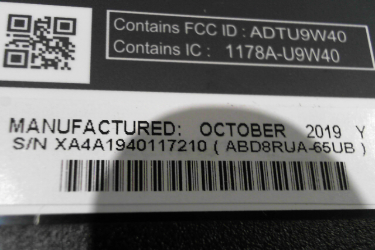 Contains FCC ID : ADTU9W40
Contains IC : 1178A-U9W40
MANUFACTURED: OCTOBER 2019 Y
S/N XA4A1940117210 ( ABD8RUA-65UB )